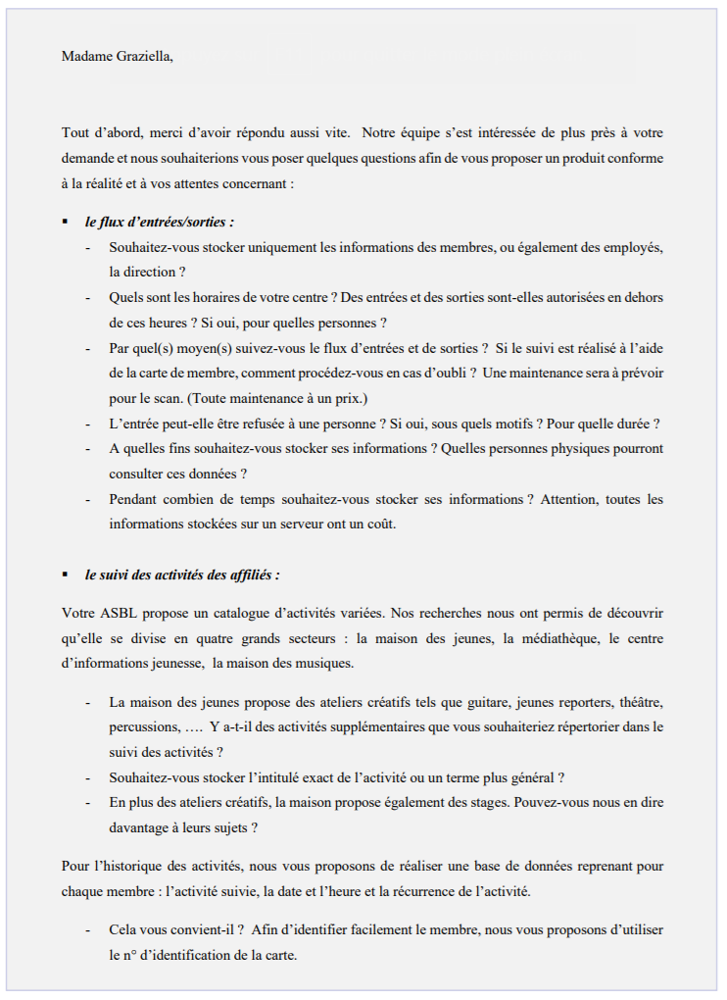 Madame Graziella,
Tout d’abord, merci d’avoir répondu aussi vite.  Notre équipe s’est intéressée de plus près à votre
demande et nous souhaiterions vous poser quelques questions afin de vous proposer un produit conforme
à la réalité et à vos attentes concernant :
▪ le flux d’entrées/sorties :
- Souhaitez-vous stocker uniquement les informations des membres, ou également des employés,
la direction ?
- Quels sont les horaires de votre centre ? Des entrées et des sorties sont-elles autorisées en dehors
de ces heures ? Si oui, pour quelles personnes ?
- Par quel(s) moyen(s) suivez-vous le flux d’entrées et de sorties ?  Si le suivi est réalisé à l’aide
de la carte de membre, comment procédez-vous en cas d’oubli ?  Une maintenance sera à prévoir
pour le scan. (Toute maintenance à un prix.)
- L’entrée peut-elle être refusée à une personne ? Si oui, sous quels motifs ? Pour quelle durée ?
- A quelles fins souhaitez-vous stocker ses informations ? Quelles personnes physiques pourront
consulter ces données ?
- Pendant combien de temps souhaitez-vous stocker ses informations ? Attention, toutes les
informations stockées sur un serveur ont un coût.
▪ le suivi des activités des affiliés :
Votre ASBL propose un catalogue d’activités variées. Nos recherches nous ont permis de découvrir
qu’elle se divise en quatre grands secteurs : la maison des jeunes, la médiathèque, le centre
d’informations jeunesse,  la maison des musiques.
- La maison des jeunes propose des ateliers créatifs tels que guitare, jeunes reporters, théâtre,
percussions, ….  Y a-t-il des activités supplémentaires que vous souhaiteriez répertorier dans le
suivi des activités ?
- Souhaitez-vous stocker l’intitulé exact de l’activité ou un terme plus général ?
- En plus des ateliers créatifs, la maison propose également des stages. Pouvez-vous nous en dire
davantage à leurs sujets ?
Pour l’historique des activités, nous vous proposons de réaliser une base de données reprenant pour
chaque membre : l’activité suivie, la date et l’heure et la récurrence de l’activité.
- Cela vous convient-il ?  Afin d’identifier facilement le membre, nous vous proposons d’utiliser
le n° d’identification de la carte.